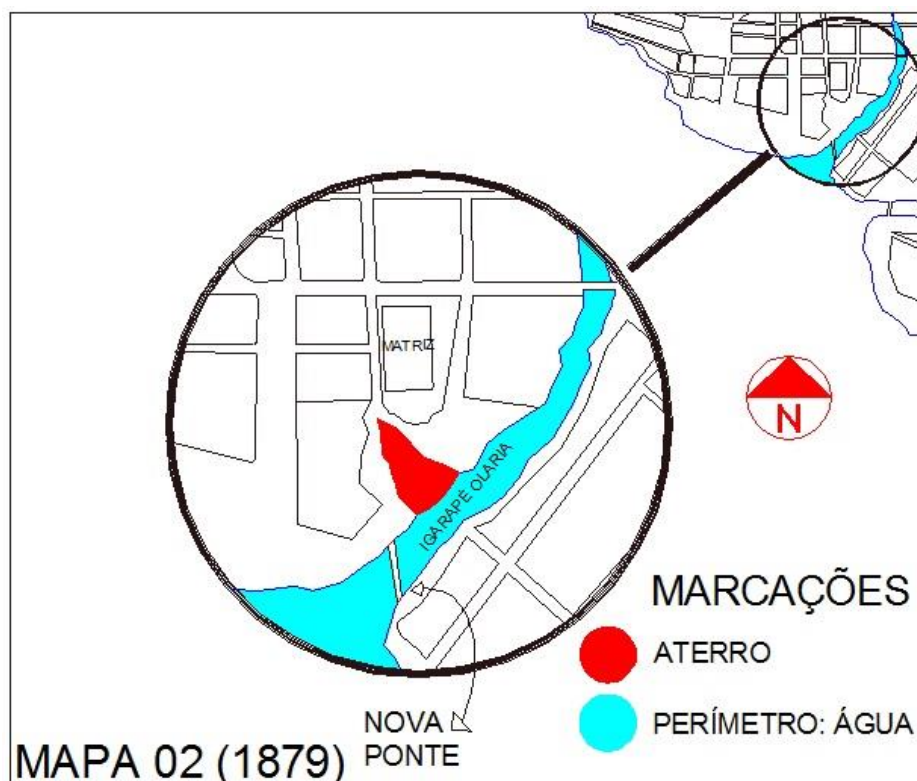 MATRIZ
IGARAPÉ OLARIA
N
MARCAÇÕES
ATERRO
PERÍMETRO: ÁGUA
NOVA
PONTE
MAPA 02 (1879)